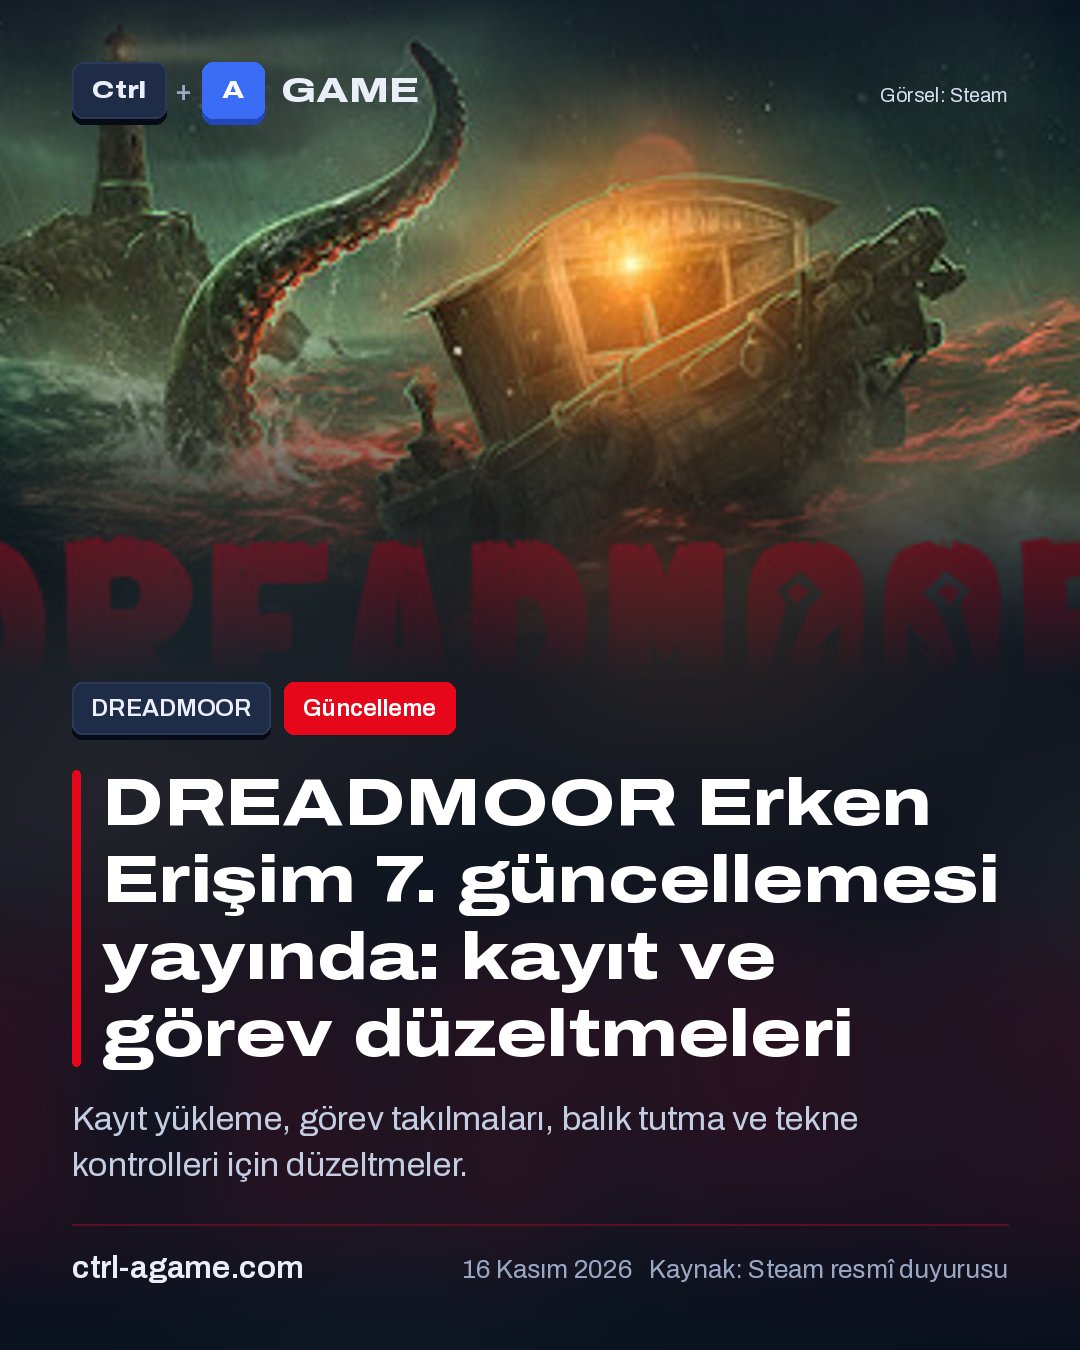 Ctrl + A GAME
Görsel: Steam
DREADMOOR
DREADMOOR
Güncelleme
DREADMOOR Erken
Erişim 7. güncellemesi
yayında: kayıt ve
görev düzeltmeleri
Kayıt yükleme, görev takılmaları, balık tutma ve tekne
kontrolleri için düzeltmeler.
ctrl-agame.com
16 Kasım 2026 Kaynak: Steam resmî duyurusu